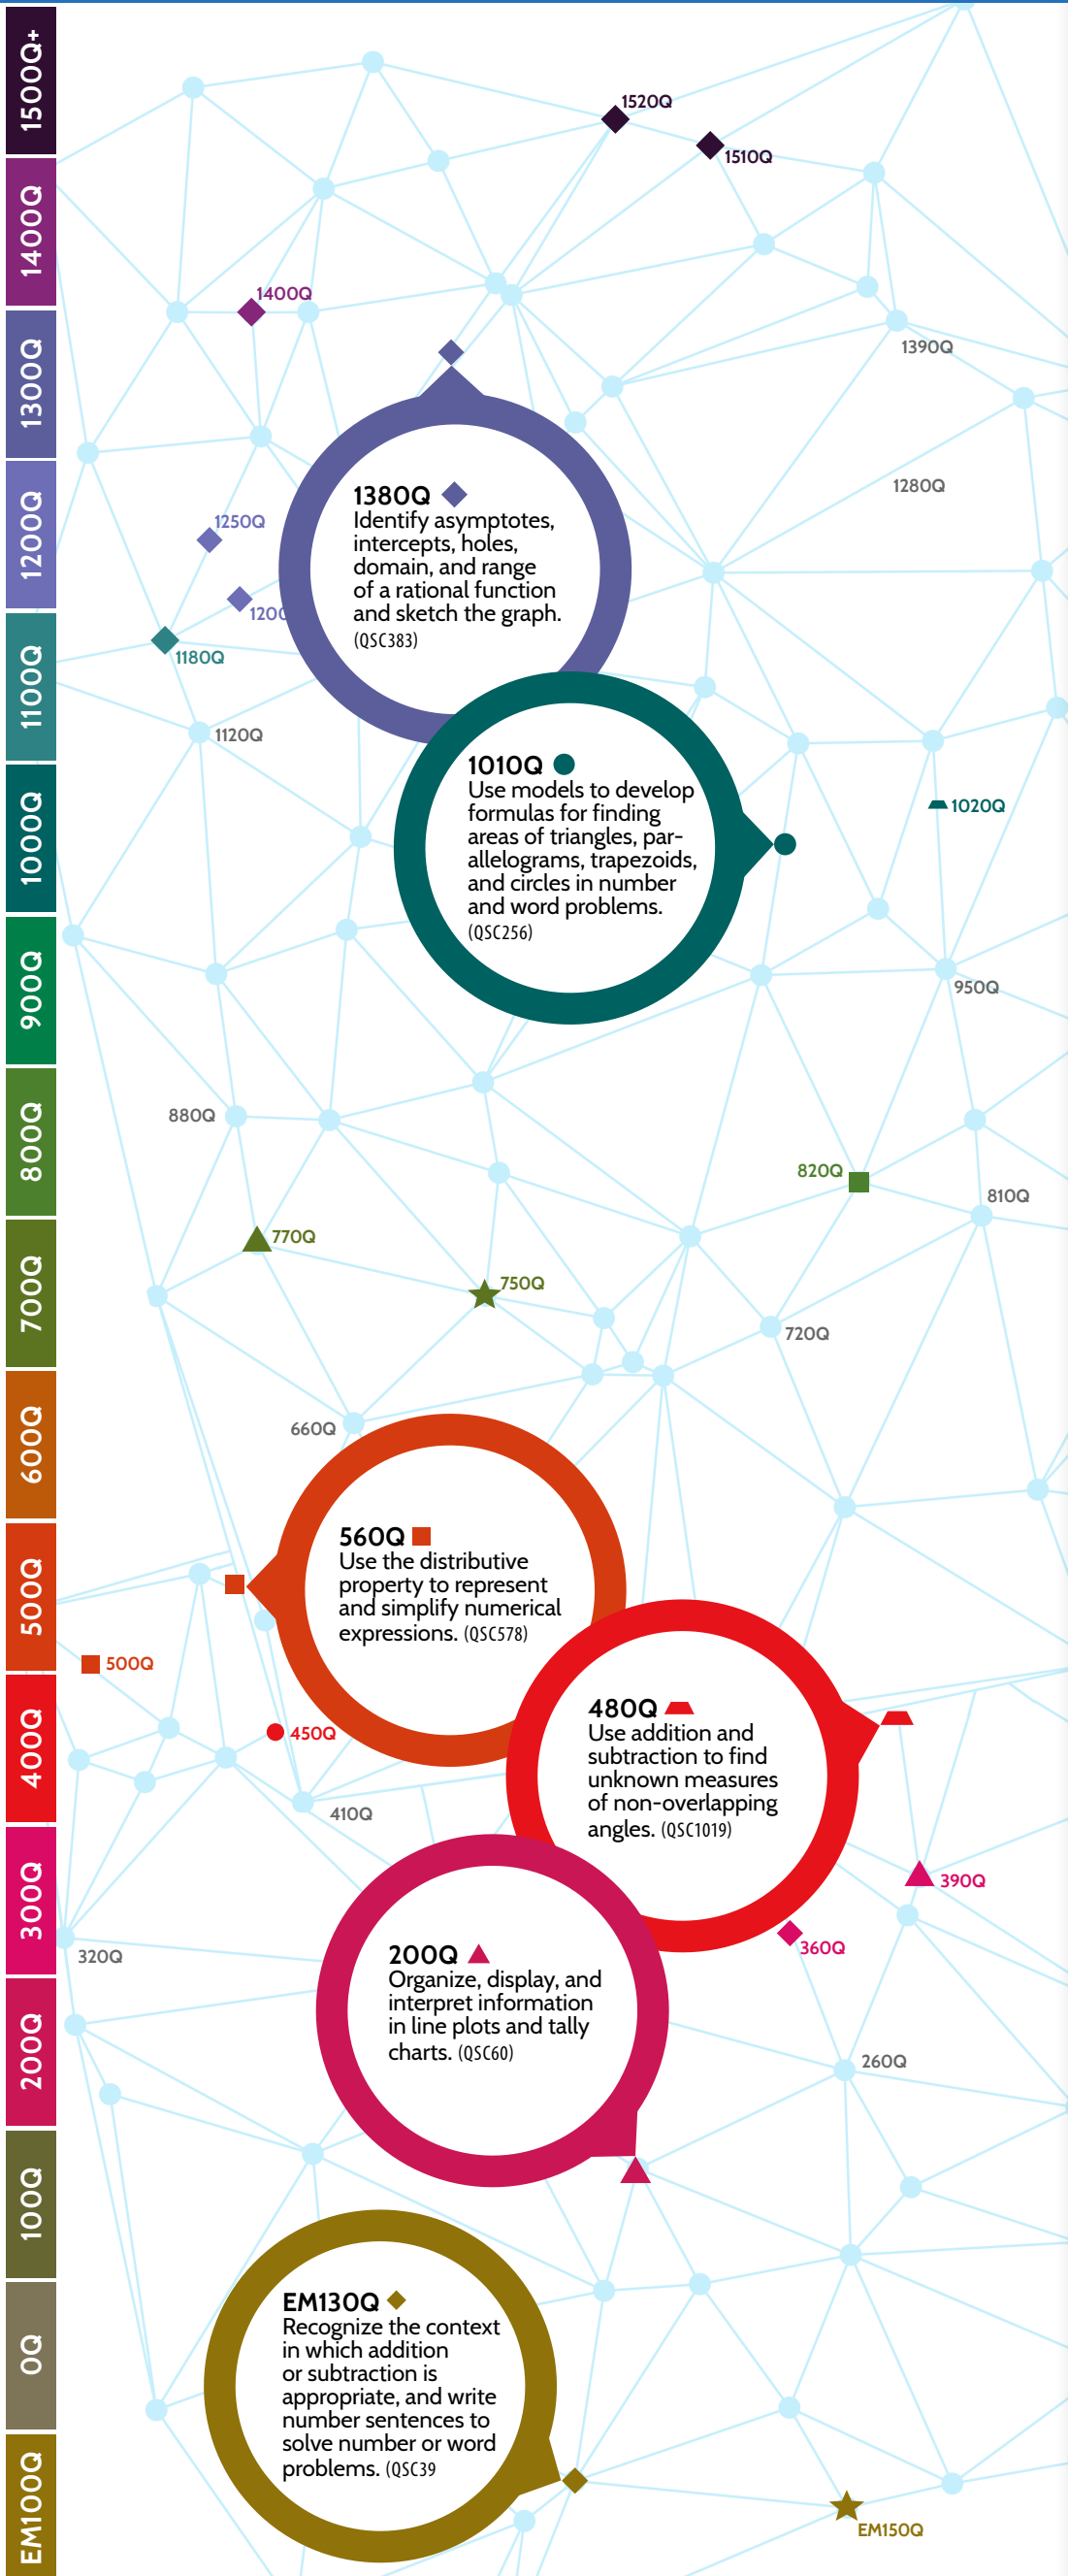 1500Q+
1520Q
1510Q
1400Q
1400Q
1300Q
1390Q
1200Q
1280Q
1380Q
Identify asymptotes,
intercepts, holes,
domain, and range
of a rational function
and sketch the graph.
(QSC383)
1250Q
1200
1180Q
1100Q
1120Q
1010Q
Use models to develop
formulas for finding
areas of triangles, par-
allelograms, trapezoids,
and circles in number
and word problems.
(QSC256)
1020Q
1000Q
900Q
950Q
800Q
880Q
820Q
810Q
700Q
770Q
750Q
720Q
600Q
660Q
500Q
560Q
Use the distributive
property to represent
and simplify numerical
expressions. (QSC578)
500Q
400Q
450Q
480Q
Use addition and
subtraction to find
unknown measures
of non-overlapping
angles. (QSC1019)
410Q
300Q
390Q
360Q
320Q
200Q
200Q
Organize, display, and
interpret information
in line plots and tally
charts. (QSC60)
260Q
100Q
0Q
EM130Q
Recognize the context
in which addition
or subtraction is
appropriate, and write
number sentences to
solve number or word
problems. (QSC39
EM100Q
EM150Q